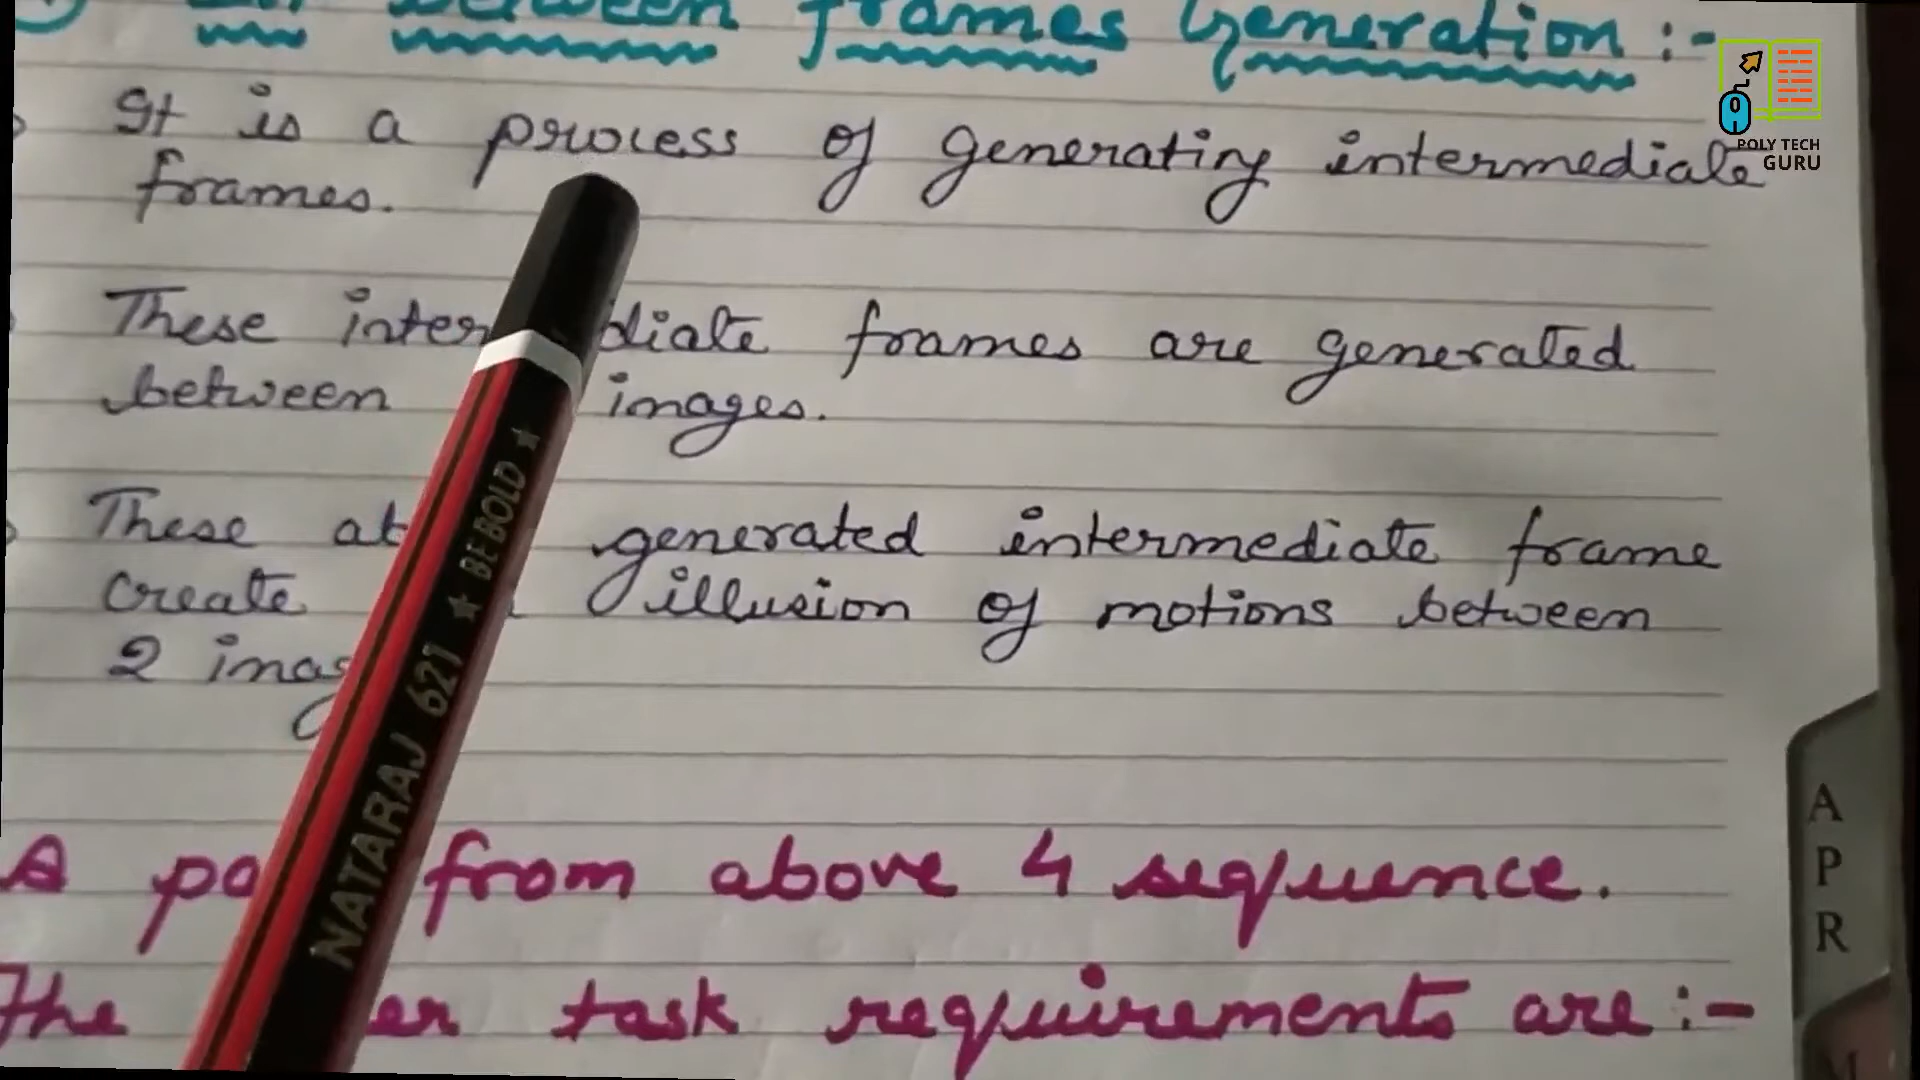 between frames Generation :-
It is a process of generating intermediate
frames.
These diate frames are generated
between images.
These generated intermediate frame
create illusion of motions between
2
A from above 4 sequence.
The task requirements are :-
NATARAJ 621 ★ BE BOLD ★
POLY TECH
GURU
A
P
R